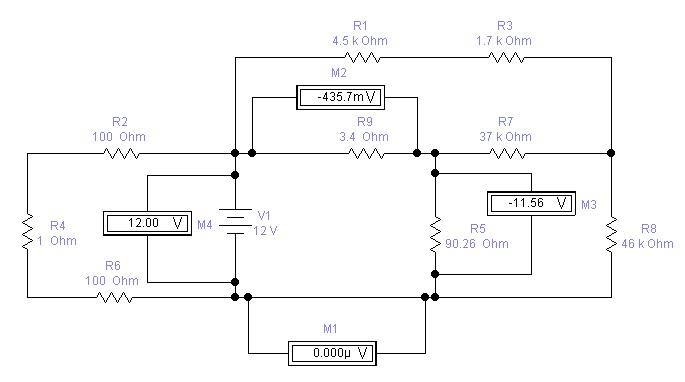 R1
4.5 k Ohm
R3
1.7 k Ohm
M2
-435.7m V
R2
100 Ohm
R9
3.4 Ohm
R7
37 k Ohm
R4
1 Ohm
12.00 V
M4
V1
12 V
R5
90.26 Ohm
-11.56 V
M3
R8
46 k Ohm
R6
100 Ohm
M1
0.000µ V